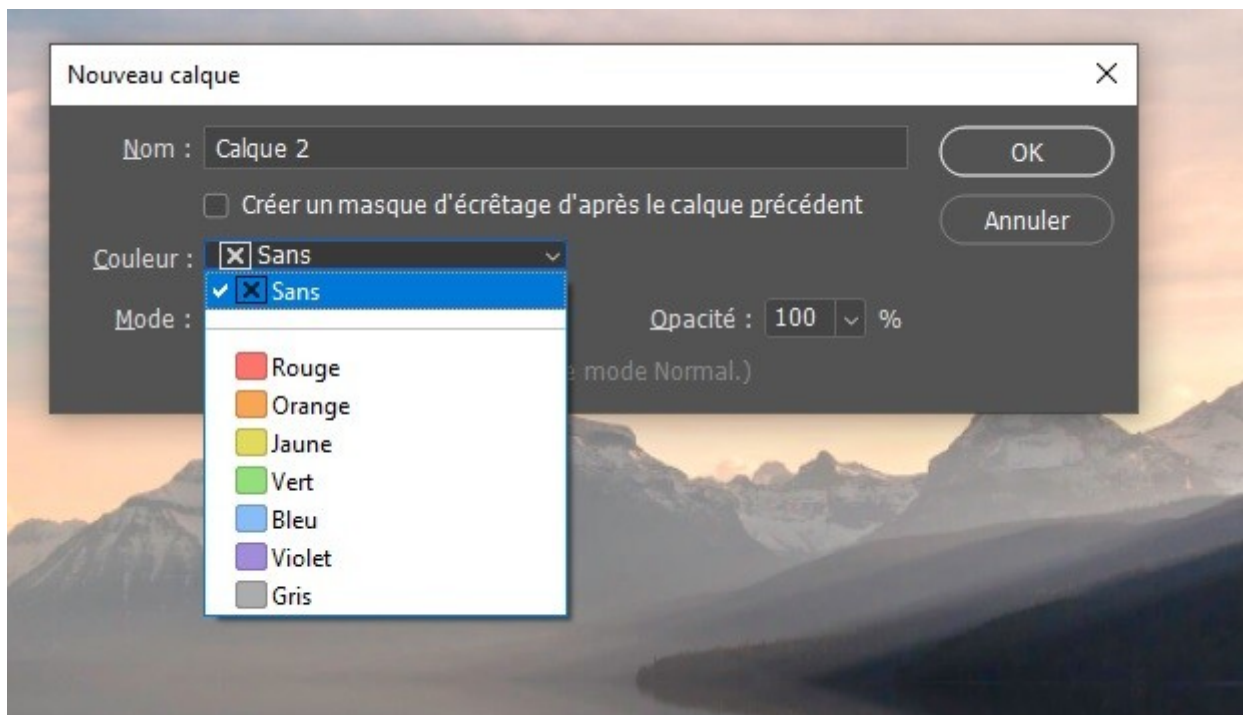 Nouveau calque
Nom : Calque 2
OK
Créer un masque d'écrêtage d'après le calque précédent
Annuler
Couleur : Sans
Sans
Mode :
Opacité : 100 %
Rouge
mode Normal.)
Orange
Jaune
Vert
Bleu
Violet
Gris